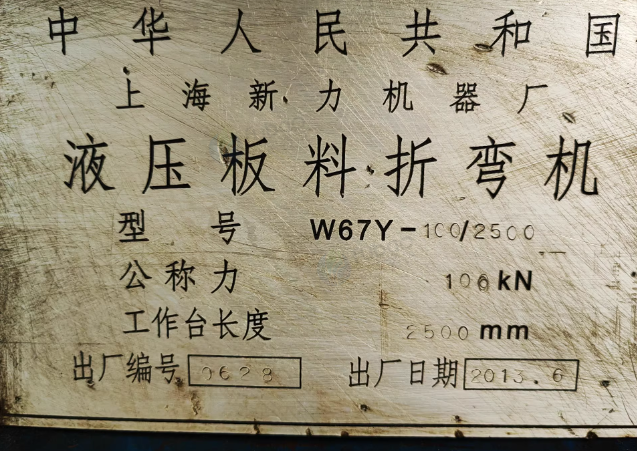 中华人民共和国
上海新力机器厂
液压板料折弯机
型号 W67Y-100/2500
公称力 100kN
工作台长度 2500mm
出厂编号 0628 出厂日期 2013.6